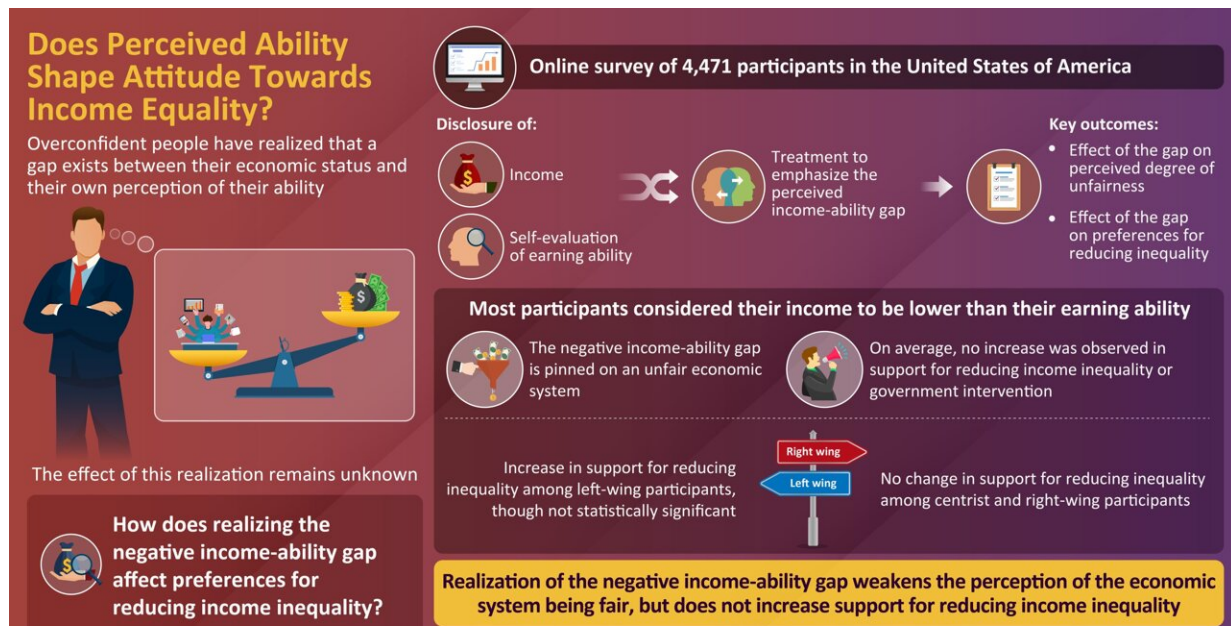 Does Perceived Ability
Shape Attitude Towards
Income Equality?
Overconfident people have realized that a
gap exists between their economic status and
their own perception of their ability
$
The effect of this realization remains unknown
How does realizing the
negative income-ability gap
affect preferences for
reducing income inequality?
Online survey of 4,471 participants in the United States of America
Disclosure of:
Income
Self-evaluation
of earning ability
Treatment to
emphasize the
perceived
income-ability gap
Key outcomes:
• Effect of the gap on
perceived degree of
unfairness
• Effect of the gap
on preferences for
reducing inequality
Most participants considered their income to be lower than their earning ability
The negative income-ability gap
is pinned on an unfair economic
system
On average, no increase was observed in
support for reducing income inequality or
government intervention
Increase in support for reducing
inequality among left-wing participants,
though not statistically significant
Right wing
Left wing
No change in support for reducing inequality
among centrist and right-wing participants
Realization of the negative income-ability gap weakens the perception of the economic
system being fair, but does not increase support for reducing income inequality